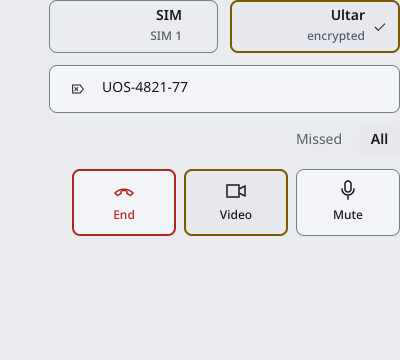 SIM
SIM 1
Ultar
encrypted
UOS-4821-77
Missed
All
End
Video
Mute